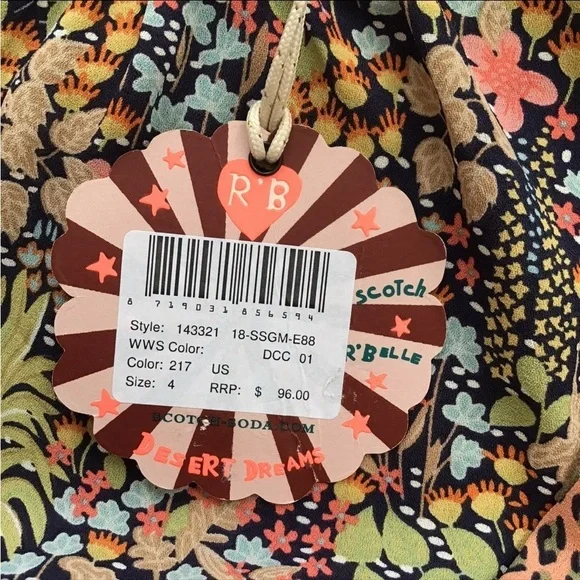 R'B
SCOTCH
R'BELLE
8 719031 856594
Style: 143321 18-SSGM-E88
WWS Color: DCC 01
Color: 217 US
Size: 4 RRP: $ 96.00
SCOTCH-SODA.COM
DESERT DREAMS